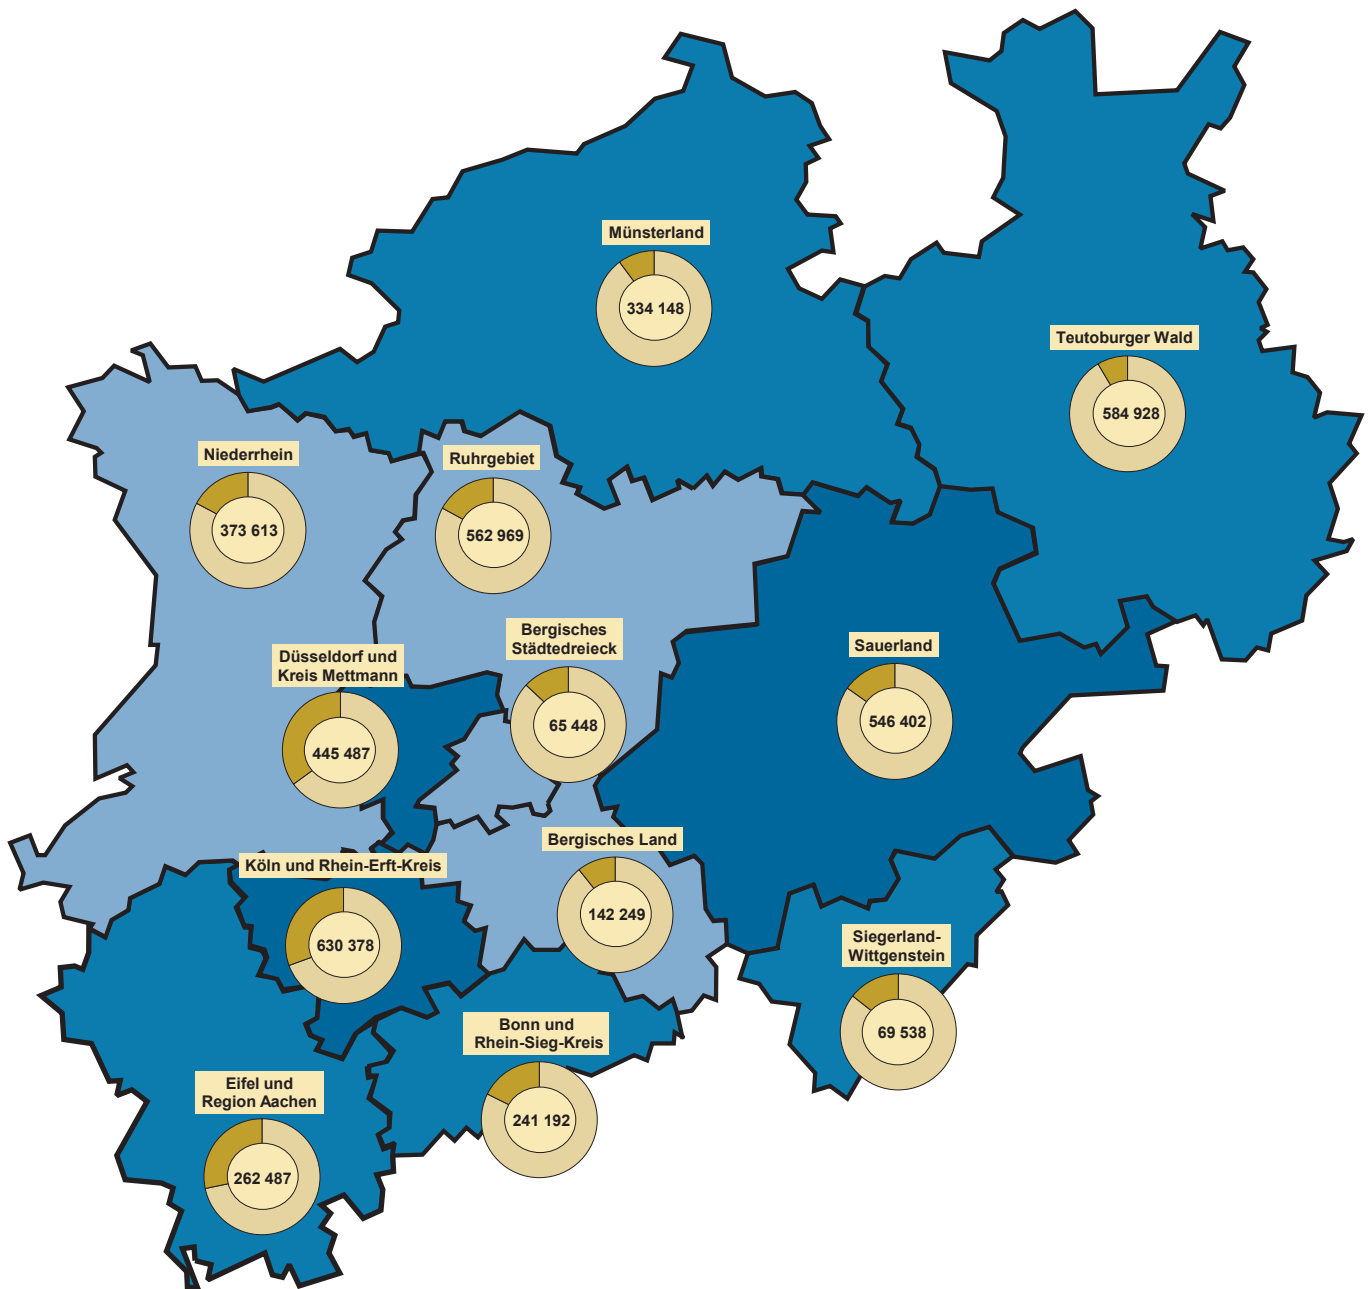 Münsterland
334 148
Teutoburger Wald
584 928
Niederrhein
373 613
Ruhrgebiet
562 969
Bergisches
Städtedreieck
65 448
Sauerland
546 402
Düsseldorf und
Kreis Mettmann
445 487
Bergisches Land
142 249
Köln und Rhein-Erft-Kreis
630 378
Siegerland-
Wittgenstein
69 538
Bonn und
Rhein-Sieg-Kreis
241 192
Eifel und
Region Aachen
262 487